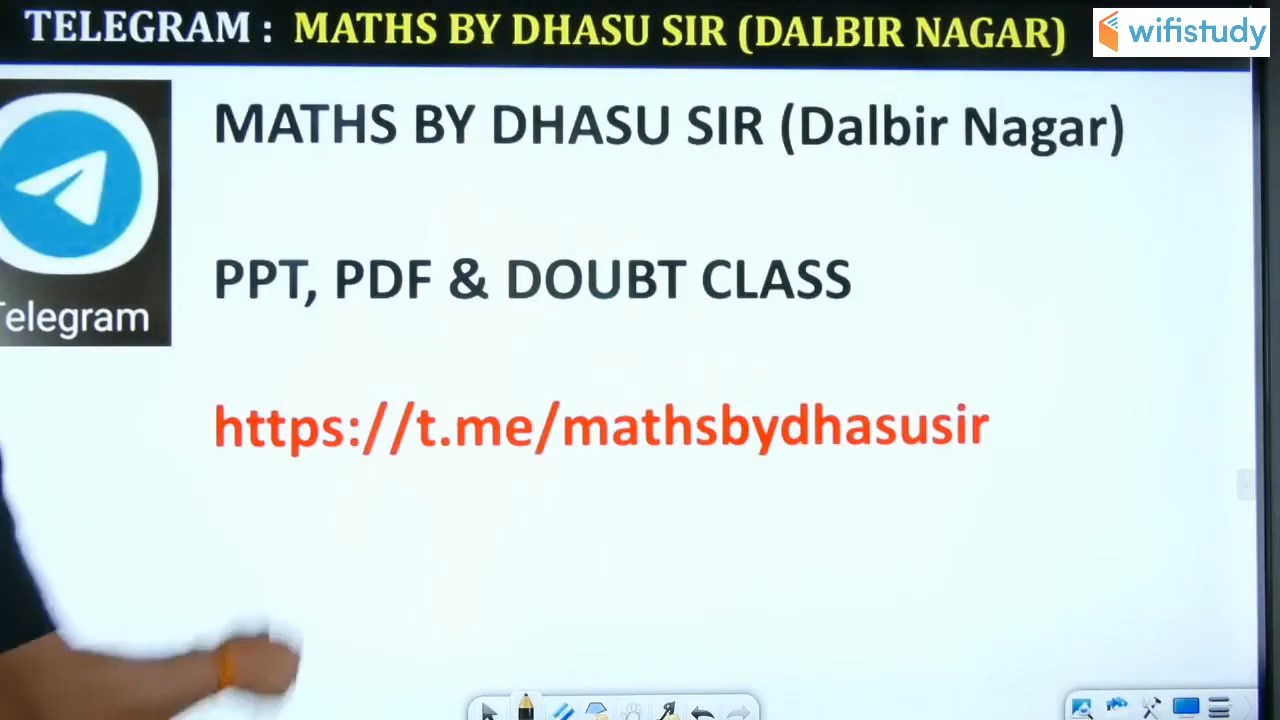 TELEGRAM : MATHS BY DHASU SIR (DALBIR NAGAR)
wifistudy
MATHS BY DHASU SIR (Dalbir Nagar)
PPT, PDF & DOUBT CLASS
elegram
https://t.me/mathsbydhasusir